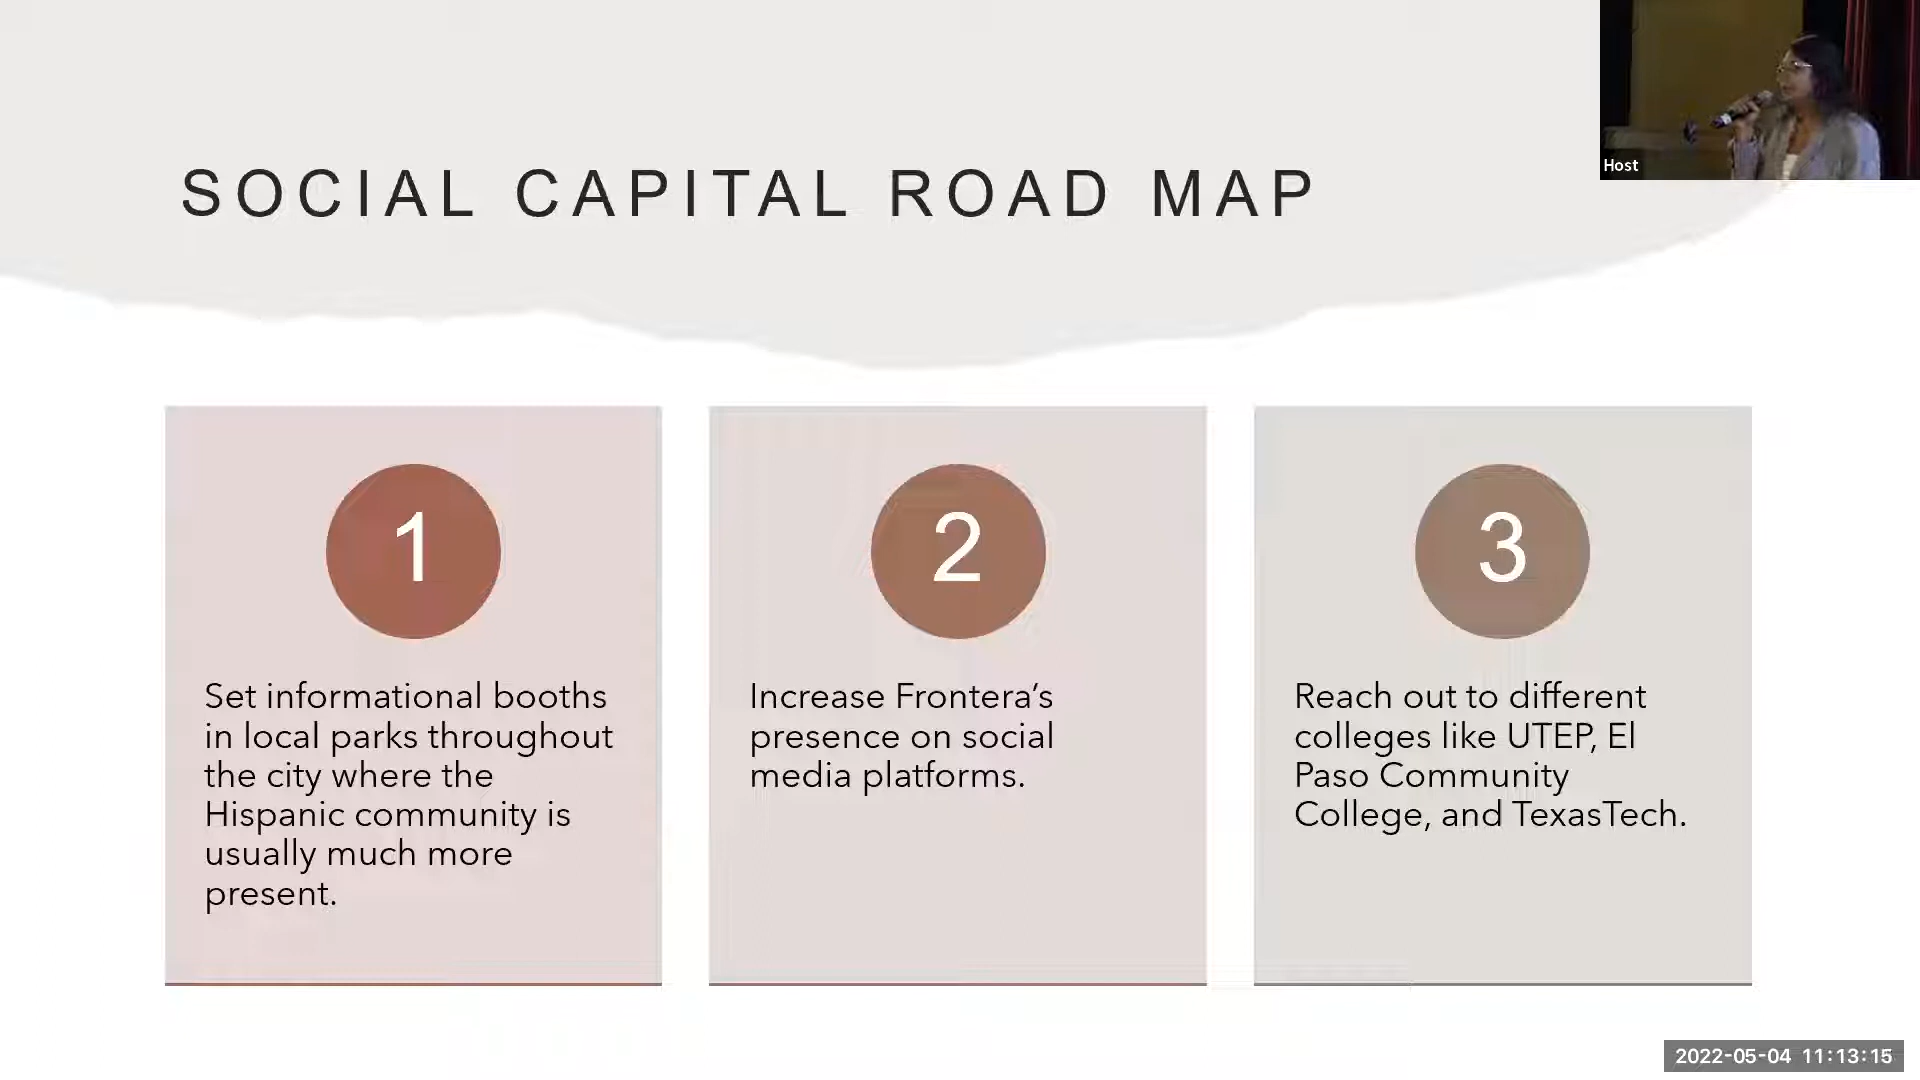 Host
SOCIAL CAPITAL ROAD MAP
1
Set informational booths
in local parks throughout
the city where the
Hispanic community is
usually much more
present.
2
Increase Frontera’s
presence on social
media platforms.
3
Reach out to different
colleges like UTEP, El
Paso Community
College, and TexasTech.
2022-05-04 11:13:15